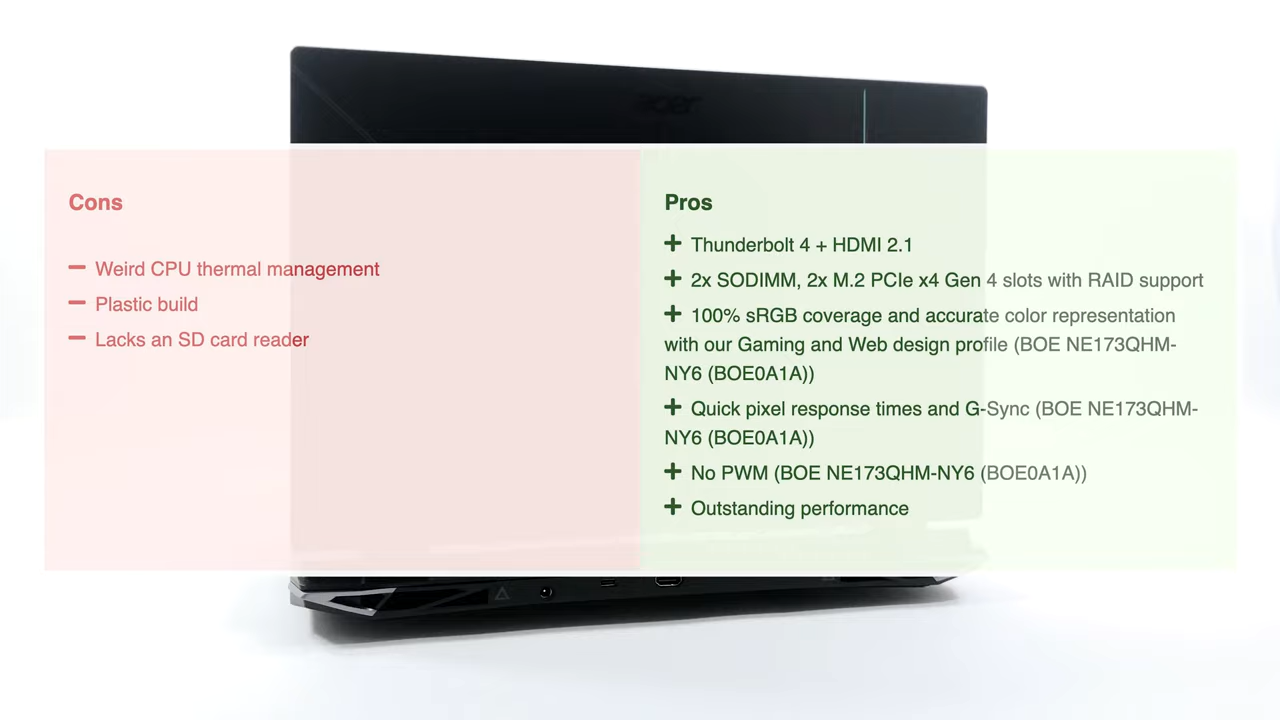 acer
Cons
Weird CPU thermal management
Plastic build
Lacks an SD card reader
Pros
Thunderbolt 4 + HDMI 2.1
2x SODIMM, 2x M.2 PCIe x4 Gen 4 slots with RAID support
100% sRGB coverage and accurate color representation
with our Gaming and Web design profile (BOE NE173QHM-
NY6 (BOE0A1A))
Quick pixel response times and G-Sync (BOE NE173QHM-
NY6 (BOE0A1A))
No PWM (BOE NE173QHM-NY6 (BOE0A1A))
Outstanding performance